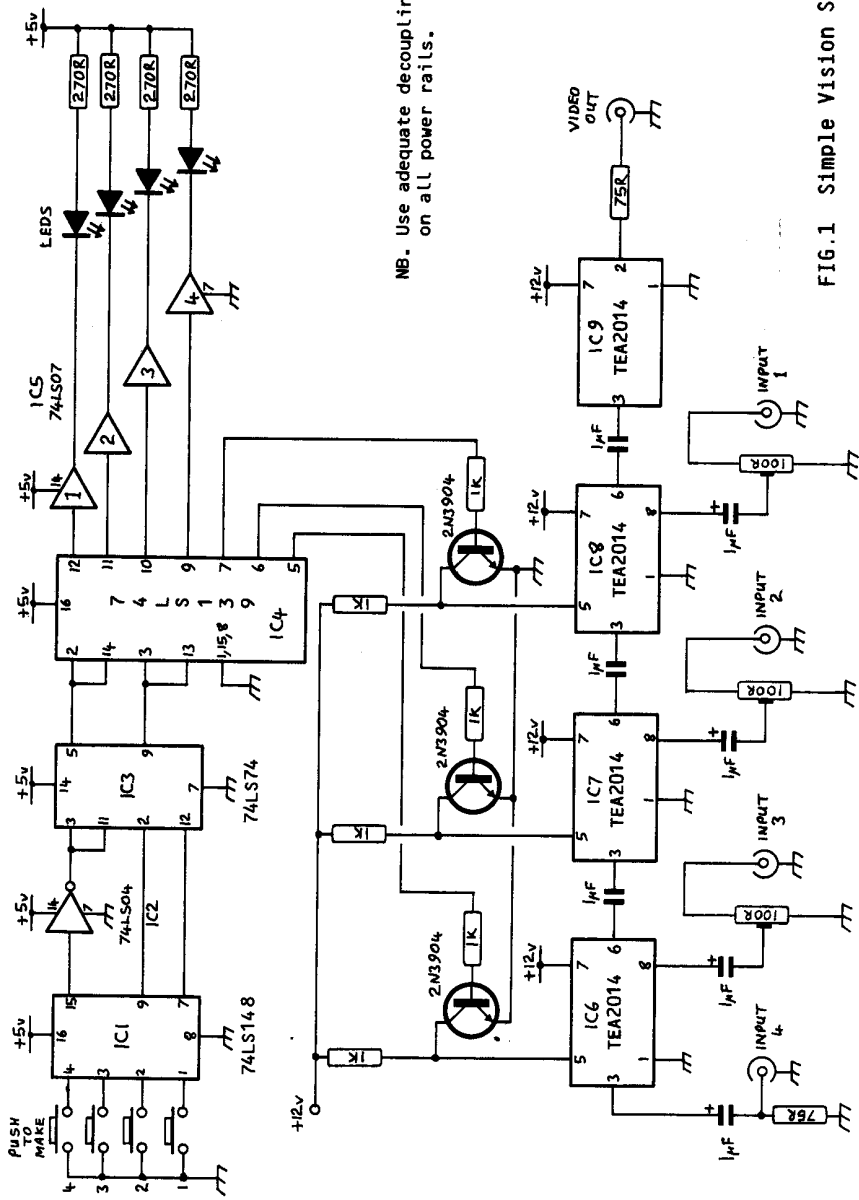 PUSH
TO
MAKE
4
3
2
1
4
3
2
1
+5v
16
IC1
8
15
9
7
74LS148
+5v
14
7
74LS04
IC2
+5v
14
3
11
2
12
IC3
5
9
7
74LS74
+5v
16
2
14
3
13
1,15,8
7
4
L
S
1
3
9
IC4
12
11
10
9
7
6
5
IC5
74LS07
+5v
14
1
2
3
4
7
LEDS
270R
270R
270R
270R
+5v
NB. Use adequate decouplin
on all power rails.
+12v
1K
2N3904
1K
1K
2N3904
1K
1K
2N3904
1K
+12v
5
7
IC6
TEA2014
3
6
1
8
+12v
5
7
IC7
TEA2014
3
6
1
8
+12v
5
7
IC8
TEA2014
3
6
1
8
+12v
7
IC9
TEA2014
3
2
1
75R
VIDEO
OUT
1µF
1µF
1µF
+
1µF
75R
INPUT
4
+
1µF
100R
INPUT
3
+
1µF
100R
INPUT
2
+
1µF
100R
INPUT
1
FIG.1 Simple Vision S